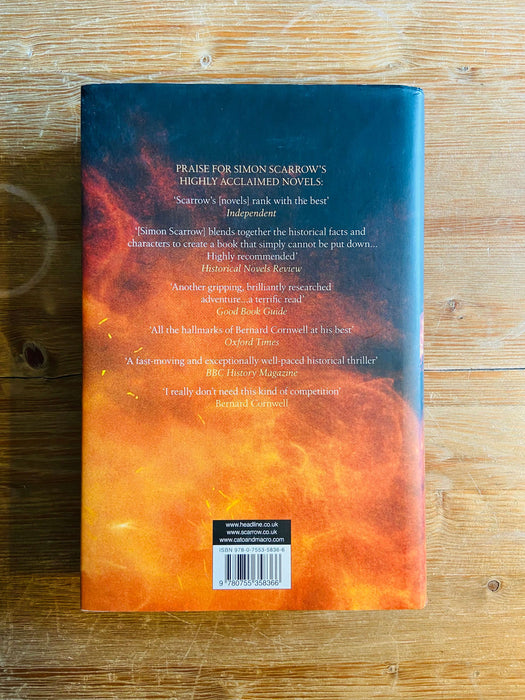 PRAISE FOR SIMON SCARROW'S
HIGHLY ACCLAIMED NOVELS:
‘Scarrow's [novels] rank with the best’
Independent
‘[Simon Scarrow] blends together the historical facts and
characters to create a book that simply cannot be put down...
Highly recommended’
Historical Novels Review
‘Another gripping, brilliantly researched
adventure...a terrific read’
Good Book Guide
‘All the hallmarks of Bernard Cornwell at his best’
Oxford Times
‘A fast-moving and exceptionally well-paced historical thriller’
BBC History Magazine
‘I really don't need this kind of competition’
Bernard Cornwell
www.headline.co.uk
www.scarrow.co.uk
www.catoandmacro.com
ISBN 978-0-7553-5836-6
9 780755 358366